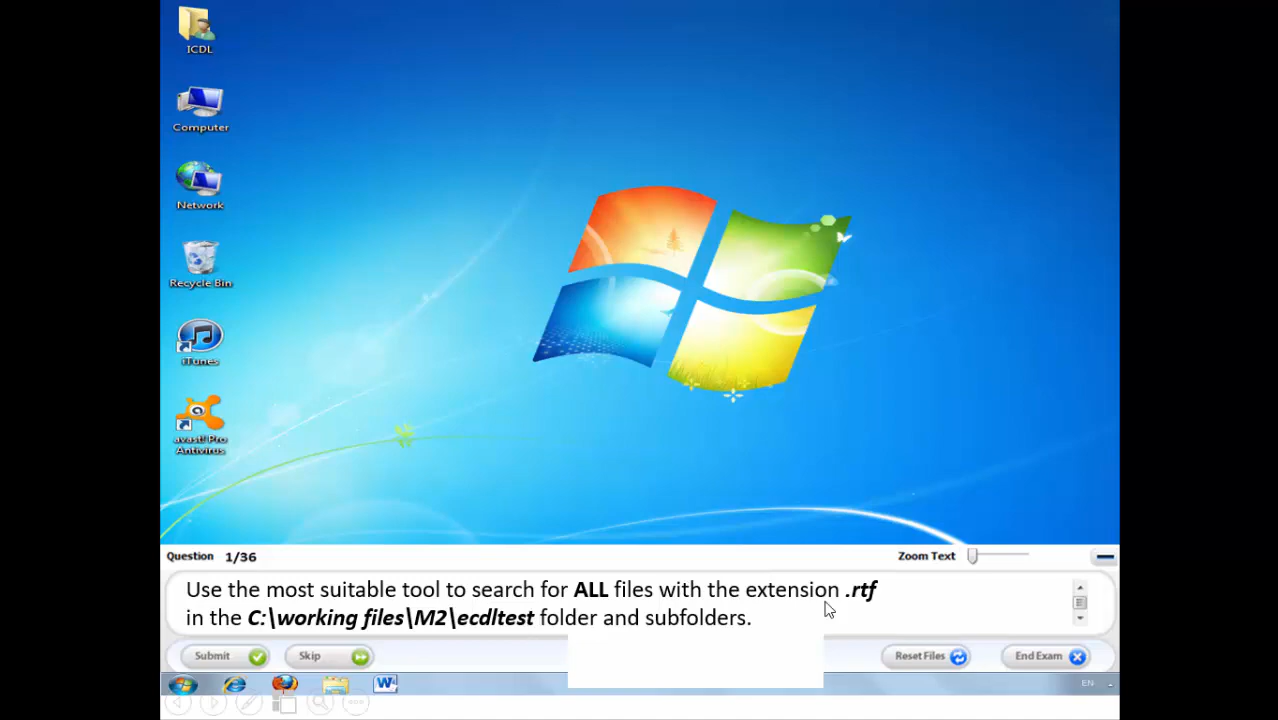 ICDL
Computer
Network
Recycle Bin
iTunes
avast! Pro
Antivirus
Question 1/36
Zoom Text
Use the most suitable tool to search for ALL files with the extension .rtf
in the C:\working files\M2\ecdltest folder and subfolders.
Submit
Skip
Reset Files
End Exam
EN